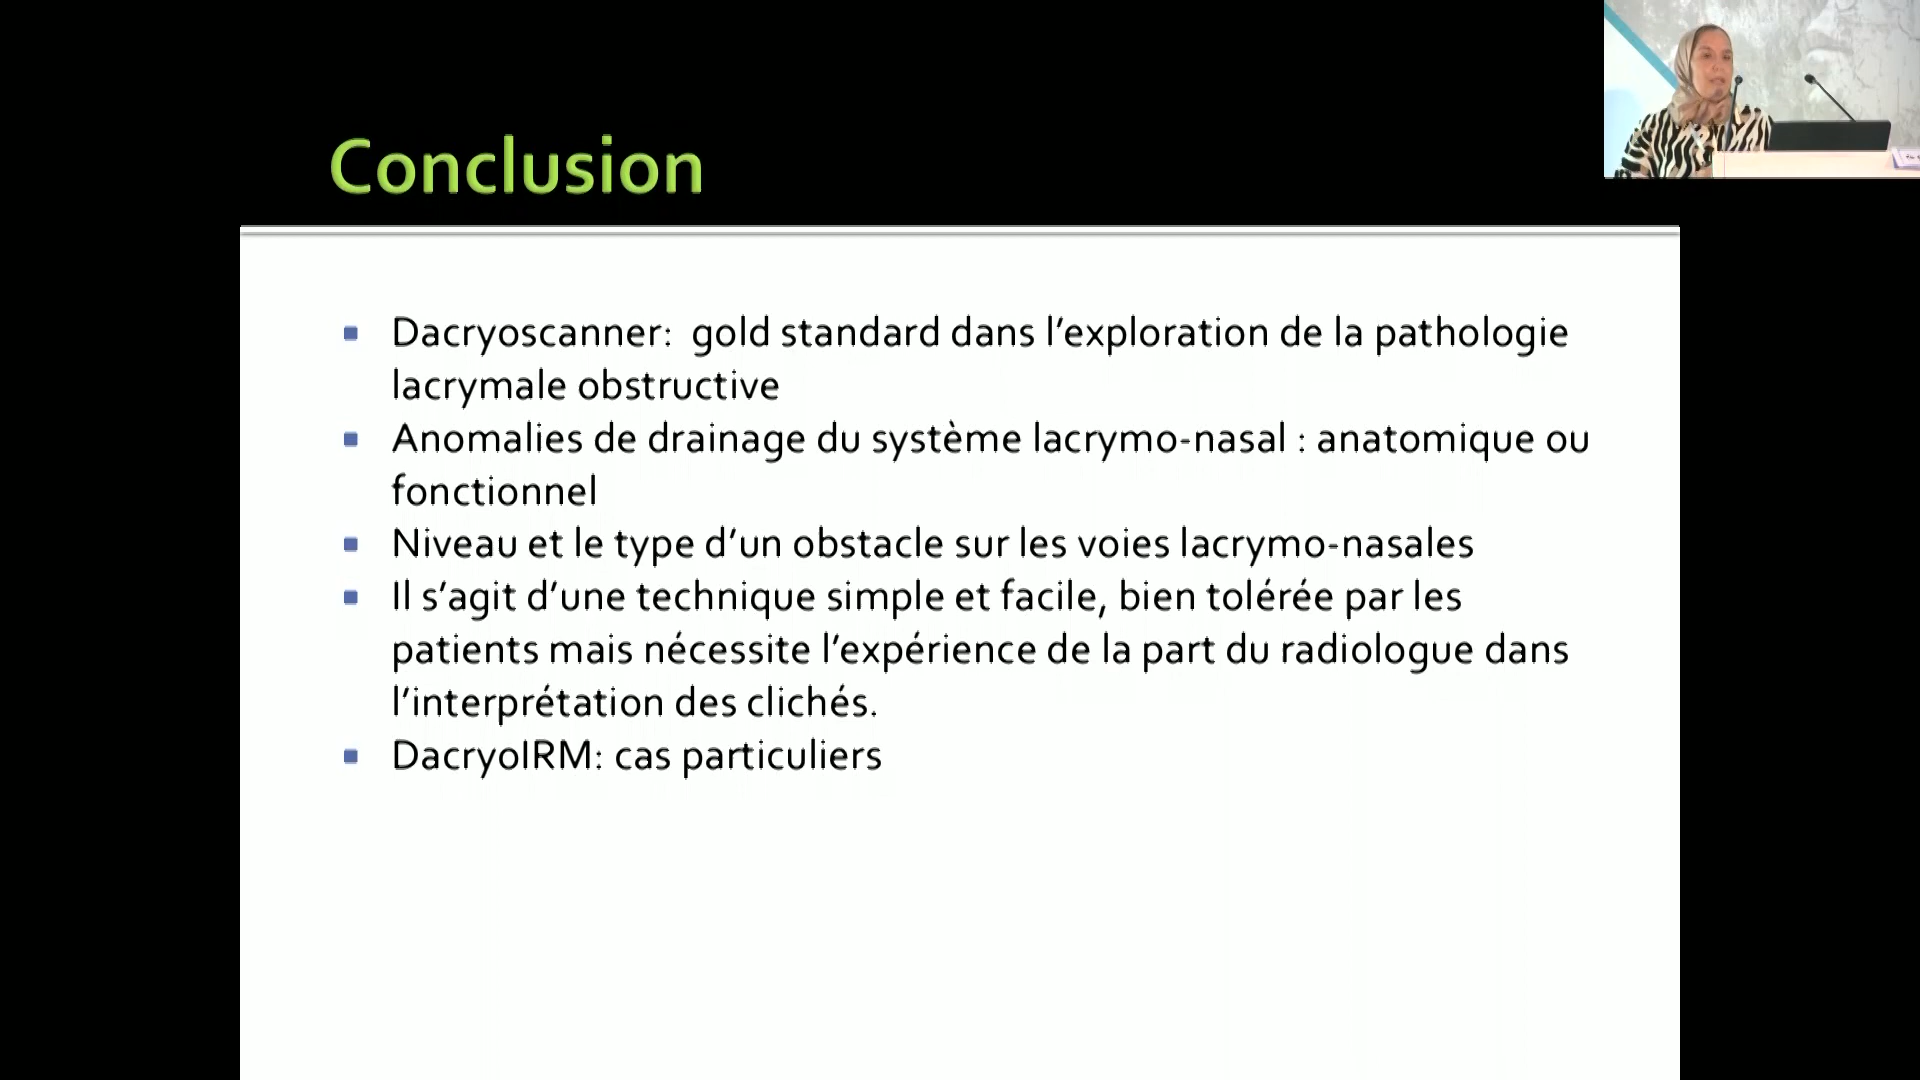 Conclusion
Dacryoscanner: gold standard dans l’exploration de la pathologie
lacrymale obstructive
Anomalies de drainage du système lacrymo-nasal : anatomique ou
fonctionnel
Niveau et le type d’un obstacle sur les voies lacrymo-nasales
Il s’agit d’une technique simple et facile, bien tolérée par les
patients mais nécessite l’expérience de la part du radiologue dans
l’interprétation des clichés.
DacryoIRM: cas particuliers